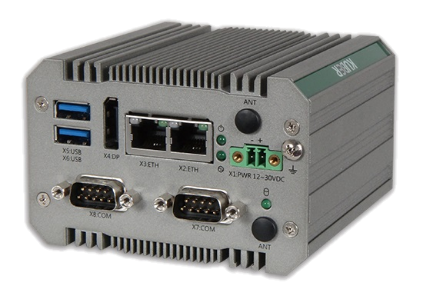 KUBER
ANT
X5:USB
X6:USB
X4:DP
X3:ETH
X2:ETH
- +
X1:PWR 12-30VDC
X8:COM
X7:COM
ANT